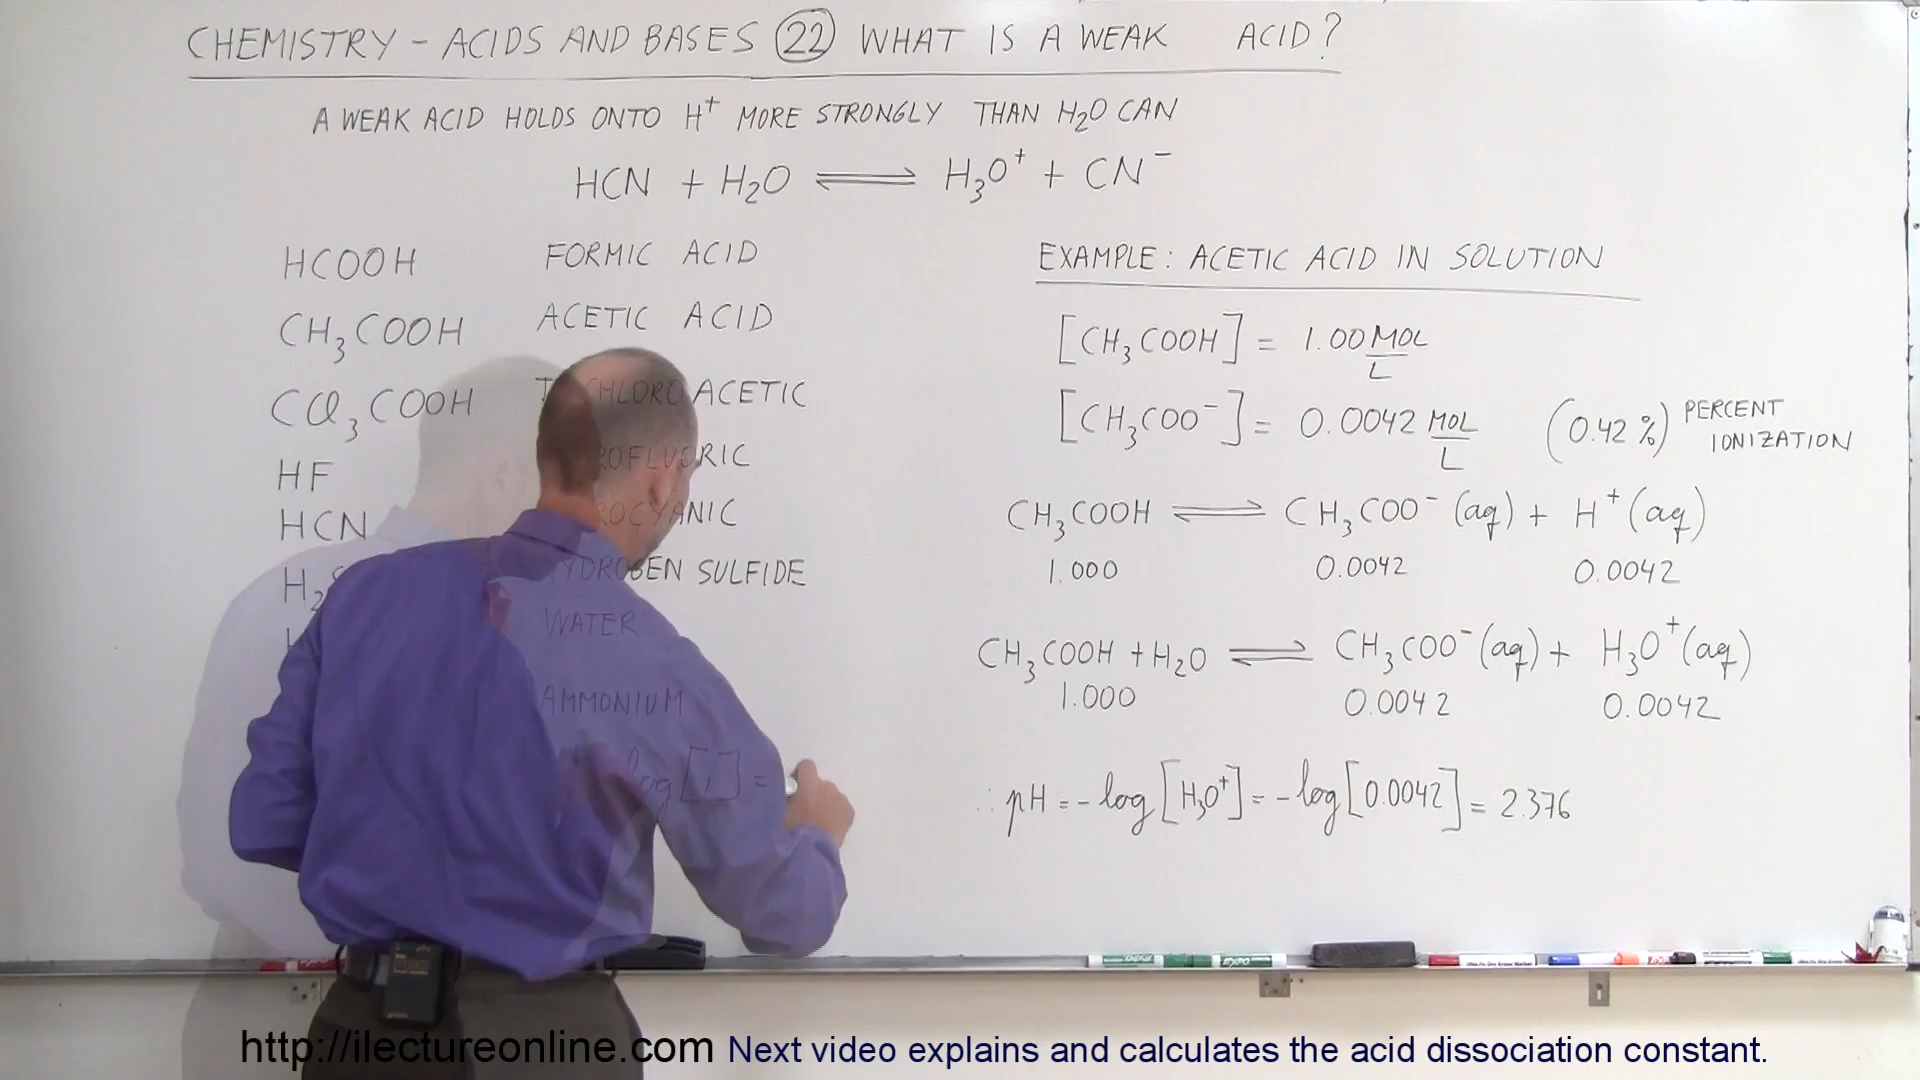 CHEMISTRY - ACIDS AND BASES 22 WHAT IS A WEAK ACID?
A WEAK ACID HOLDS ONTO H⁺ MORE STRONGLY THAN H₂O CAN
HCN + H₂O ⇌ H₃O⁺ + CN⁻
HCOOH FORMIC ACID
CH₃COOH ACETIC ACID
CCl₃COOH ACETIC
HF
HCN
HYDROGEN SULFIDE
WATER
AMMONIUM
log[1] =
EXAMPLE: ACETIC ACID IN SOLUTION
[CH₃COOH] = 1.00 MOL/L
[CH₃COO⁻] = 0.0042 MOL/L (0.42 %) PERCENT
IONIZATION
CH₃COOH ⇌ CH₃COO⁻(aq) + H⁺(aq)
1.000 0.0042 0.0042
CH₃COOH + H₂O ⇌ CH₃COO⁻(aq) + H₃O⁺(aq)
1.000 0.0042 0.0042
∴ pH = -log[H₃O⁺] = -log[0.0042] = 2.376
http://ilectureonline.com Next video explains and calculates the acid dissociation constant.